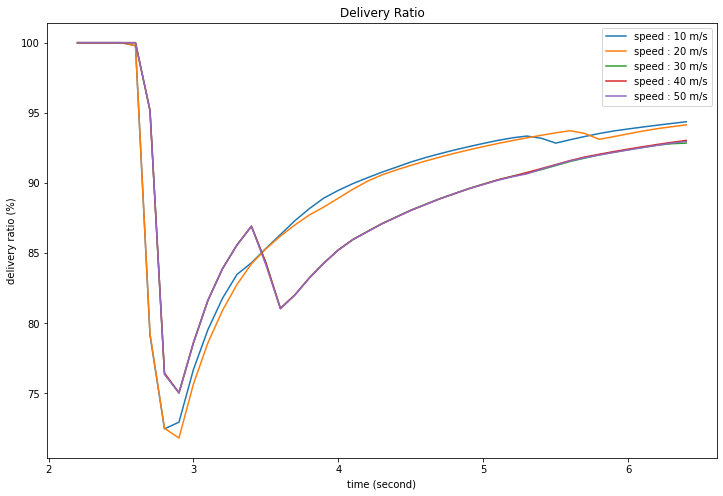 Delivery Ratio
speed : 10 m/s
speed : 20 m/s
speed : 30 m/s
speed : 40 m/s
speed : 50 m/s
100
95
90
85
80
75
delivery ratio (%)
2
3
4
5
6
time (second)